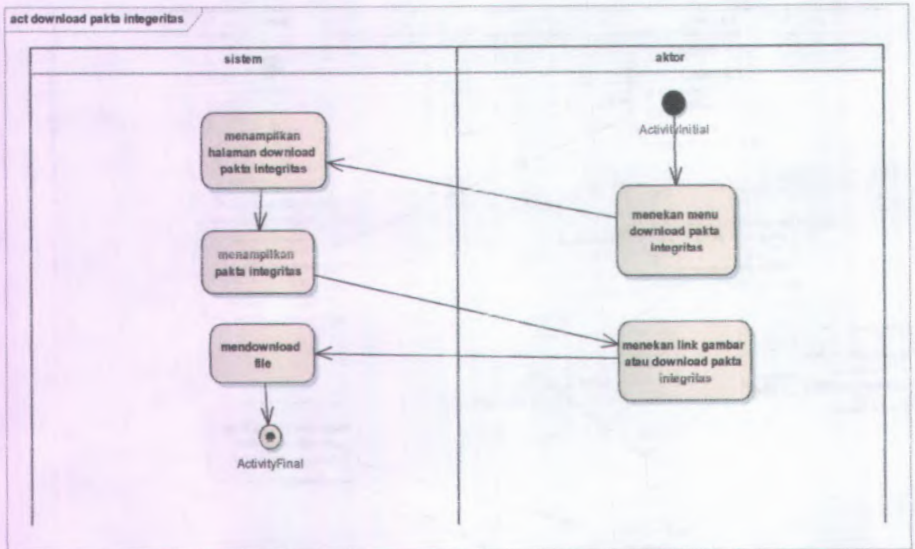 act download pakta integeritas
sistem
aktor
ActivityInitial
menampilkan
halaman download
pakta integritas
menekan menu
download pakta
integritas
menampilkan
pakta integritas
mendownload
file
menekan link gambar
atau download pakta
integritas
ActivityFinal